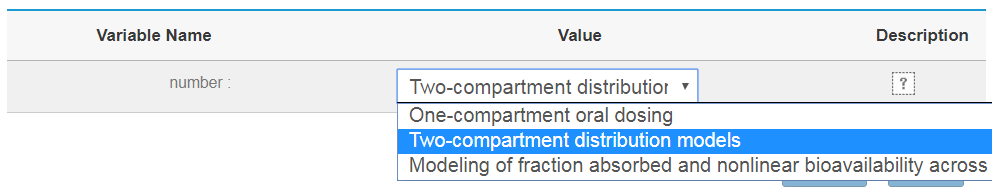 Variable Name Value Description
number : Two-compartment distribution ?
One-compartment oral dosing
Two-compartment distribution models
Modeling of fraction absorbed and nonlinear bioavailability across